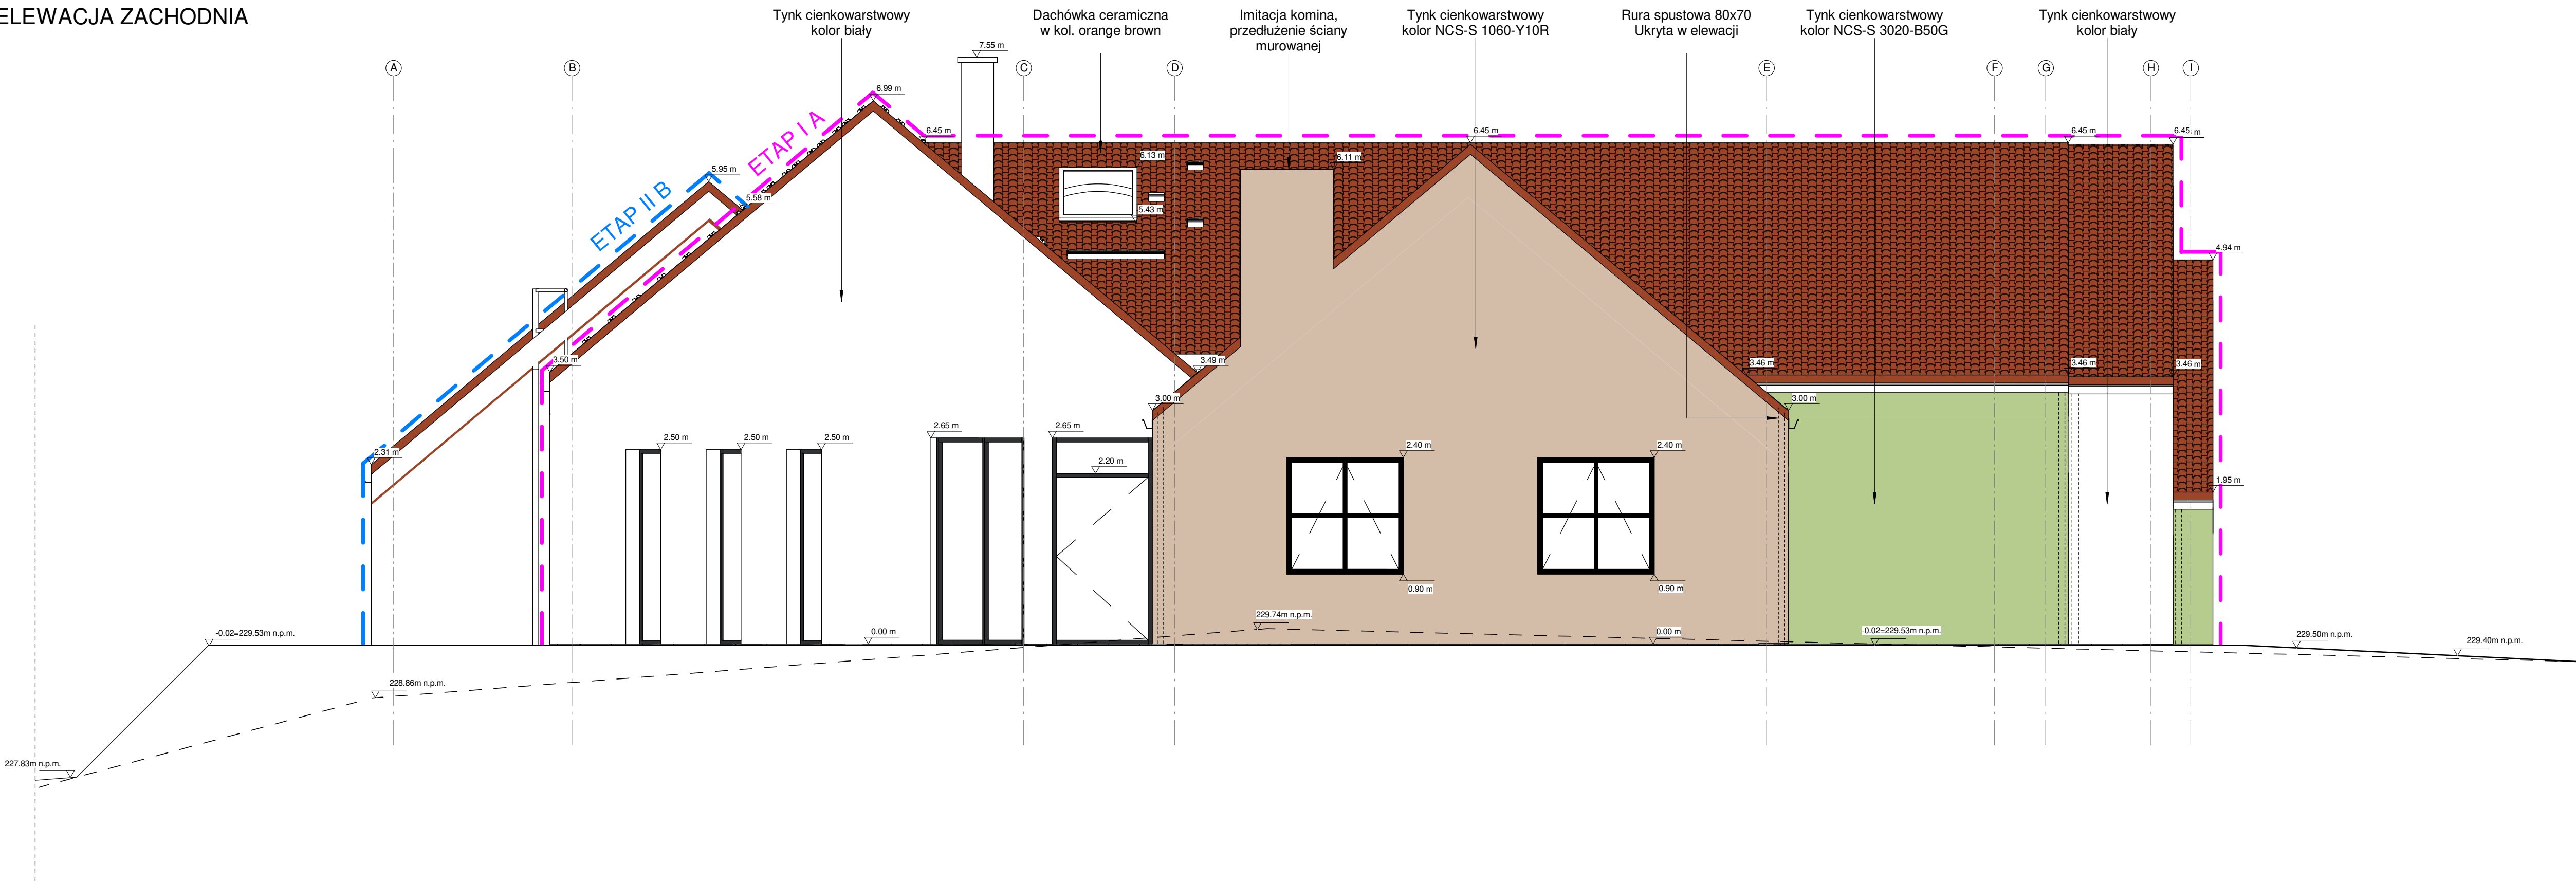 ELEWACJA ZACHODNIA
Tynk cienkowarstwowy
kolor biały
Dachówka ceramiczna
w kol. orange brown
Imitacja komina,
przedłużenie ściany
murowanej
Tynk cienkowarstwowy
kolor NCS-S 1060-Y10R
Rura spustowa 80x70
Ukryta w elewacji
Tynk cienkowarstwowy
kolor NCS-S 3020-B50G
Tynk cienkowarstwowy
kolor biały
7.55 m
A
B
C
D
E
F
G
H
I
6.99 m
ETAP I A
6.45 m
6.45 m
6.45 m
6.45 m
6.13 m
6.11 m
5.95 m
ETAP II B
5.58 m
5.43 m
4.94 m
3.50 m
3.49 m
3.46 m
3.46 m
3.46 m
3.00 m
3.00 m
2.31 m
2.50 m
2.50 m
2.50 m
2.65 m
2.65 m
2.20 m
2.40 m
2.40 m
1.95 m
0.90 m
0.90 m
229.74m n.p.m.
-0.02=229.53m n.p.m.
0.00 m
0.00 m
-0.02=229.53m n.p.m.
229.50m n.p.m.
229.40m n.p.m.
228.86m n.p.m.
227.83m n.p.m.